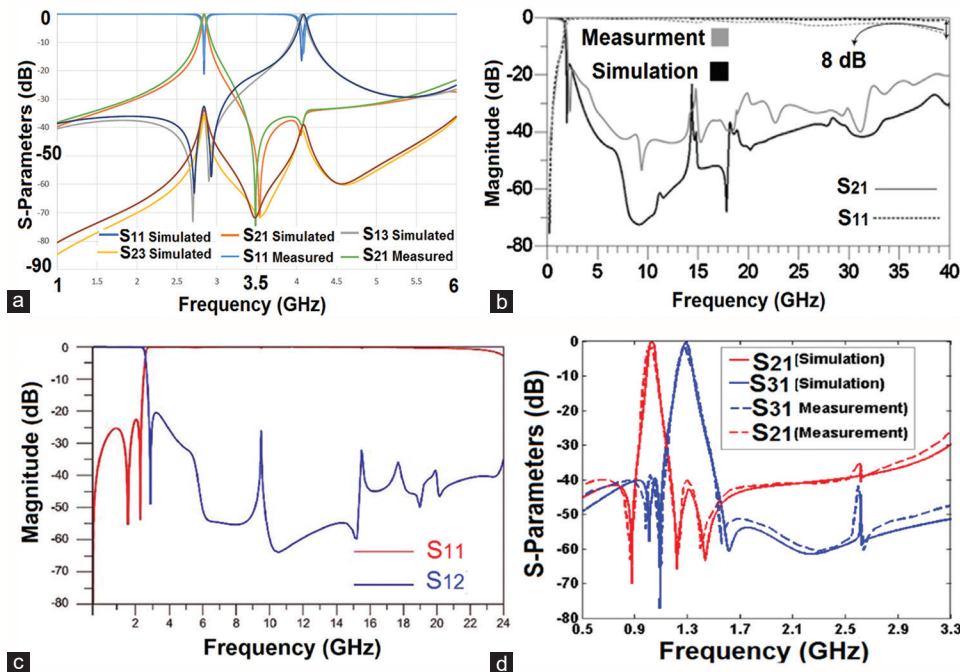 0
-10
-20
-30
-40
-50
-60
-70
-80
-90
S-Parameters (dB)
S11 Simulated S21 Simulated S13 Simulated
S23 Simulated S11 Measured S21 Measured
1 1.5 2 2.5 3 3.5 4 4.5 5 5.5 6
Frequency (GHz)
a
0
-20
-40
-60
-80
Magnitude (dB)
Measurment
Simulation
8 dB
S21
S11
0 5 10 15 20 25 30 35 40
Frequency (GHz)
b
0
-10
-20
-30
-40
-50
-60
-70
-80
Magnitude (dB)
S11
S12
2 4 6 8 10 12 14 16 18 20 22 24
Frequency (GHz)
c
0
-10
-20
-30
-40
-50
-60
-70
-80
S-Parameters (dB)
S21 (Simulation)
S31 (Simulation)
S31 Measurement)
S21 (Measurement)
0.5 0.9 1.3 1.7 2.1 2.5 2.9 3.3
Frequency (GHz)
d